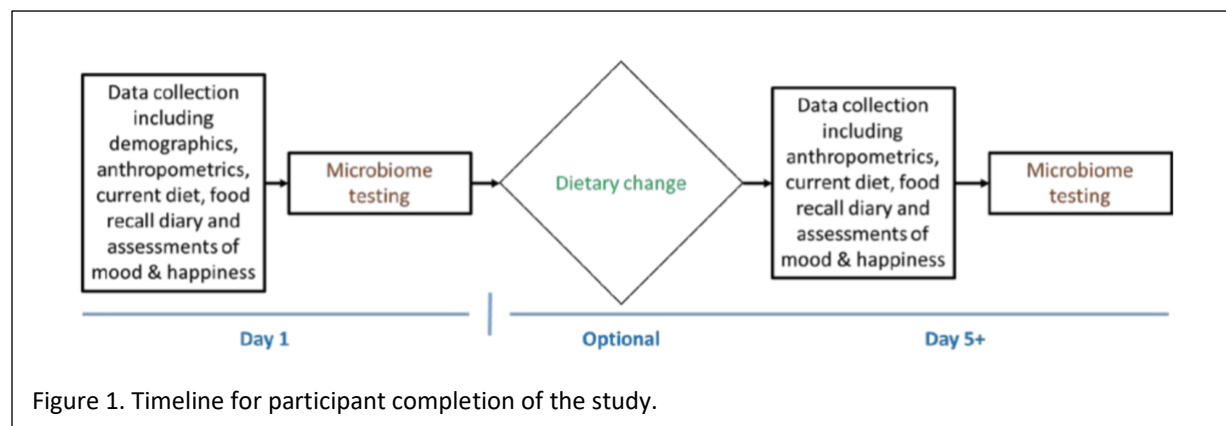 Data collection
including
demographics,
anthropometrics,
current diet, food
recall diary and
assessments of
mood & happiness
Microbiome
testing
Dietary change
Data collection
including
anthropometrics,
current diet, food
recall diary and
assessments of
mood & happiness
Microbiome
testing
Day 1
Optional
Day 5+
Figure 1. Timeline for participant completion of the study.